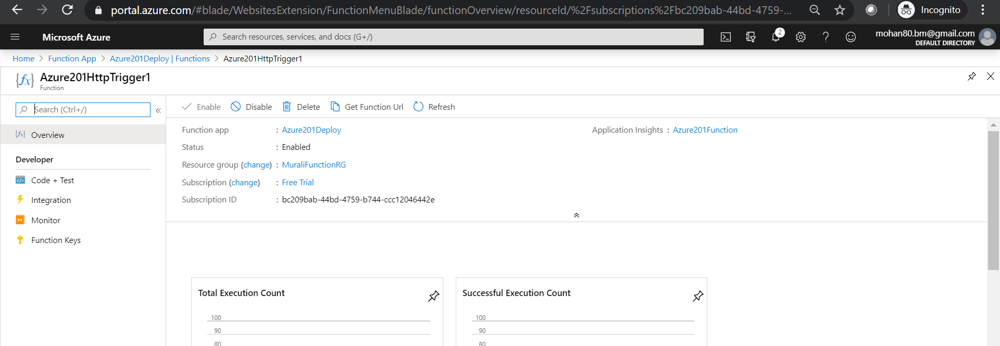 portal.azure.com/#blade/WebsitesExtension/FunctionMenuBlade/functionOverview/resourceId/%2Fsubscriptions%2Fbc209bab-44bd-4759-... Incognito
Microsoft Azure Search resources, services, and docs (G+/) 2 mohan80.bm@gmail.com
DEFAULT DIRECTORY
Home > Function App > Azure201Deploy | Functions > Azure201HttpTrigger1
{fx} Azure201HttpTrigger1
Function
Search (Ctrl+/) «
Enable Disable Delete Get Function Url Refresh
Overview
Developer
Code + Test
Integration
Monitor
Function Keys
Function app : Azure201Deploy
Status : Enabled
Resource group (change) : MuraliFunctionRG
Subscription (change) : Free Trial
Subscription ID : bc209bab-44bd-4759-b744-ccc12046442e
Application Insights : Azure201Function
Total Execution Count
100
90
80
Successful Execution Count
100
90
80